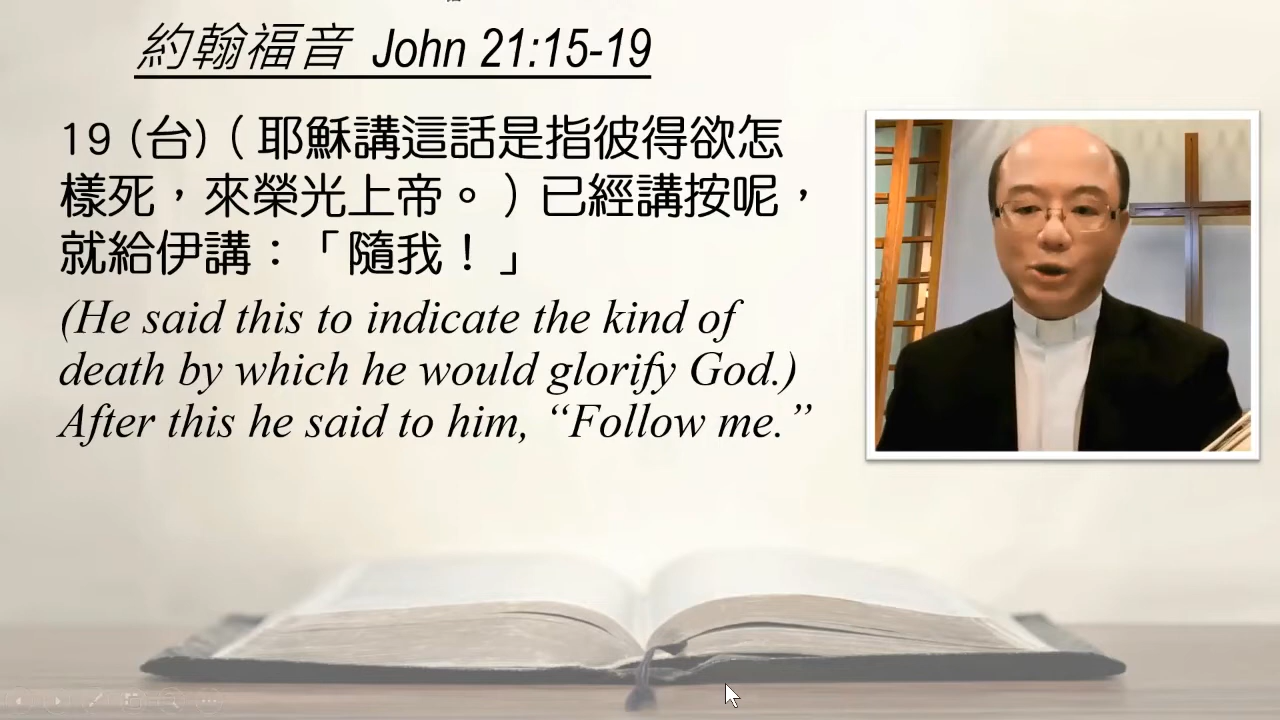 約翰福音 John 21:15-19
19 (台)（耶穌講這話是指彼得欲怎
樣死，來榮光上帝。）已經講按呢，
就給伊講：「隨我！」
(He said this to indicate the kind of
death by which he would glorify God.)
After this he said to him, “Follow me.”